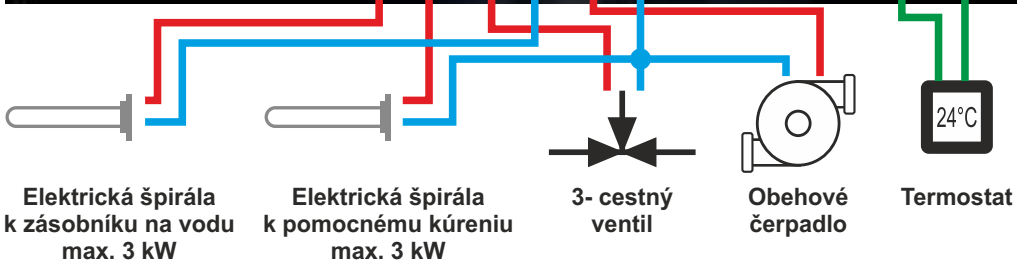 24°C
Elektrická špirála
k zásobníku na vodu
max. 3 kW
Elektrická špirála
k pomocnému kúreniu
max. 3 kW
3- cestný
ventil
Obehové
čerpadlo
Termostat